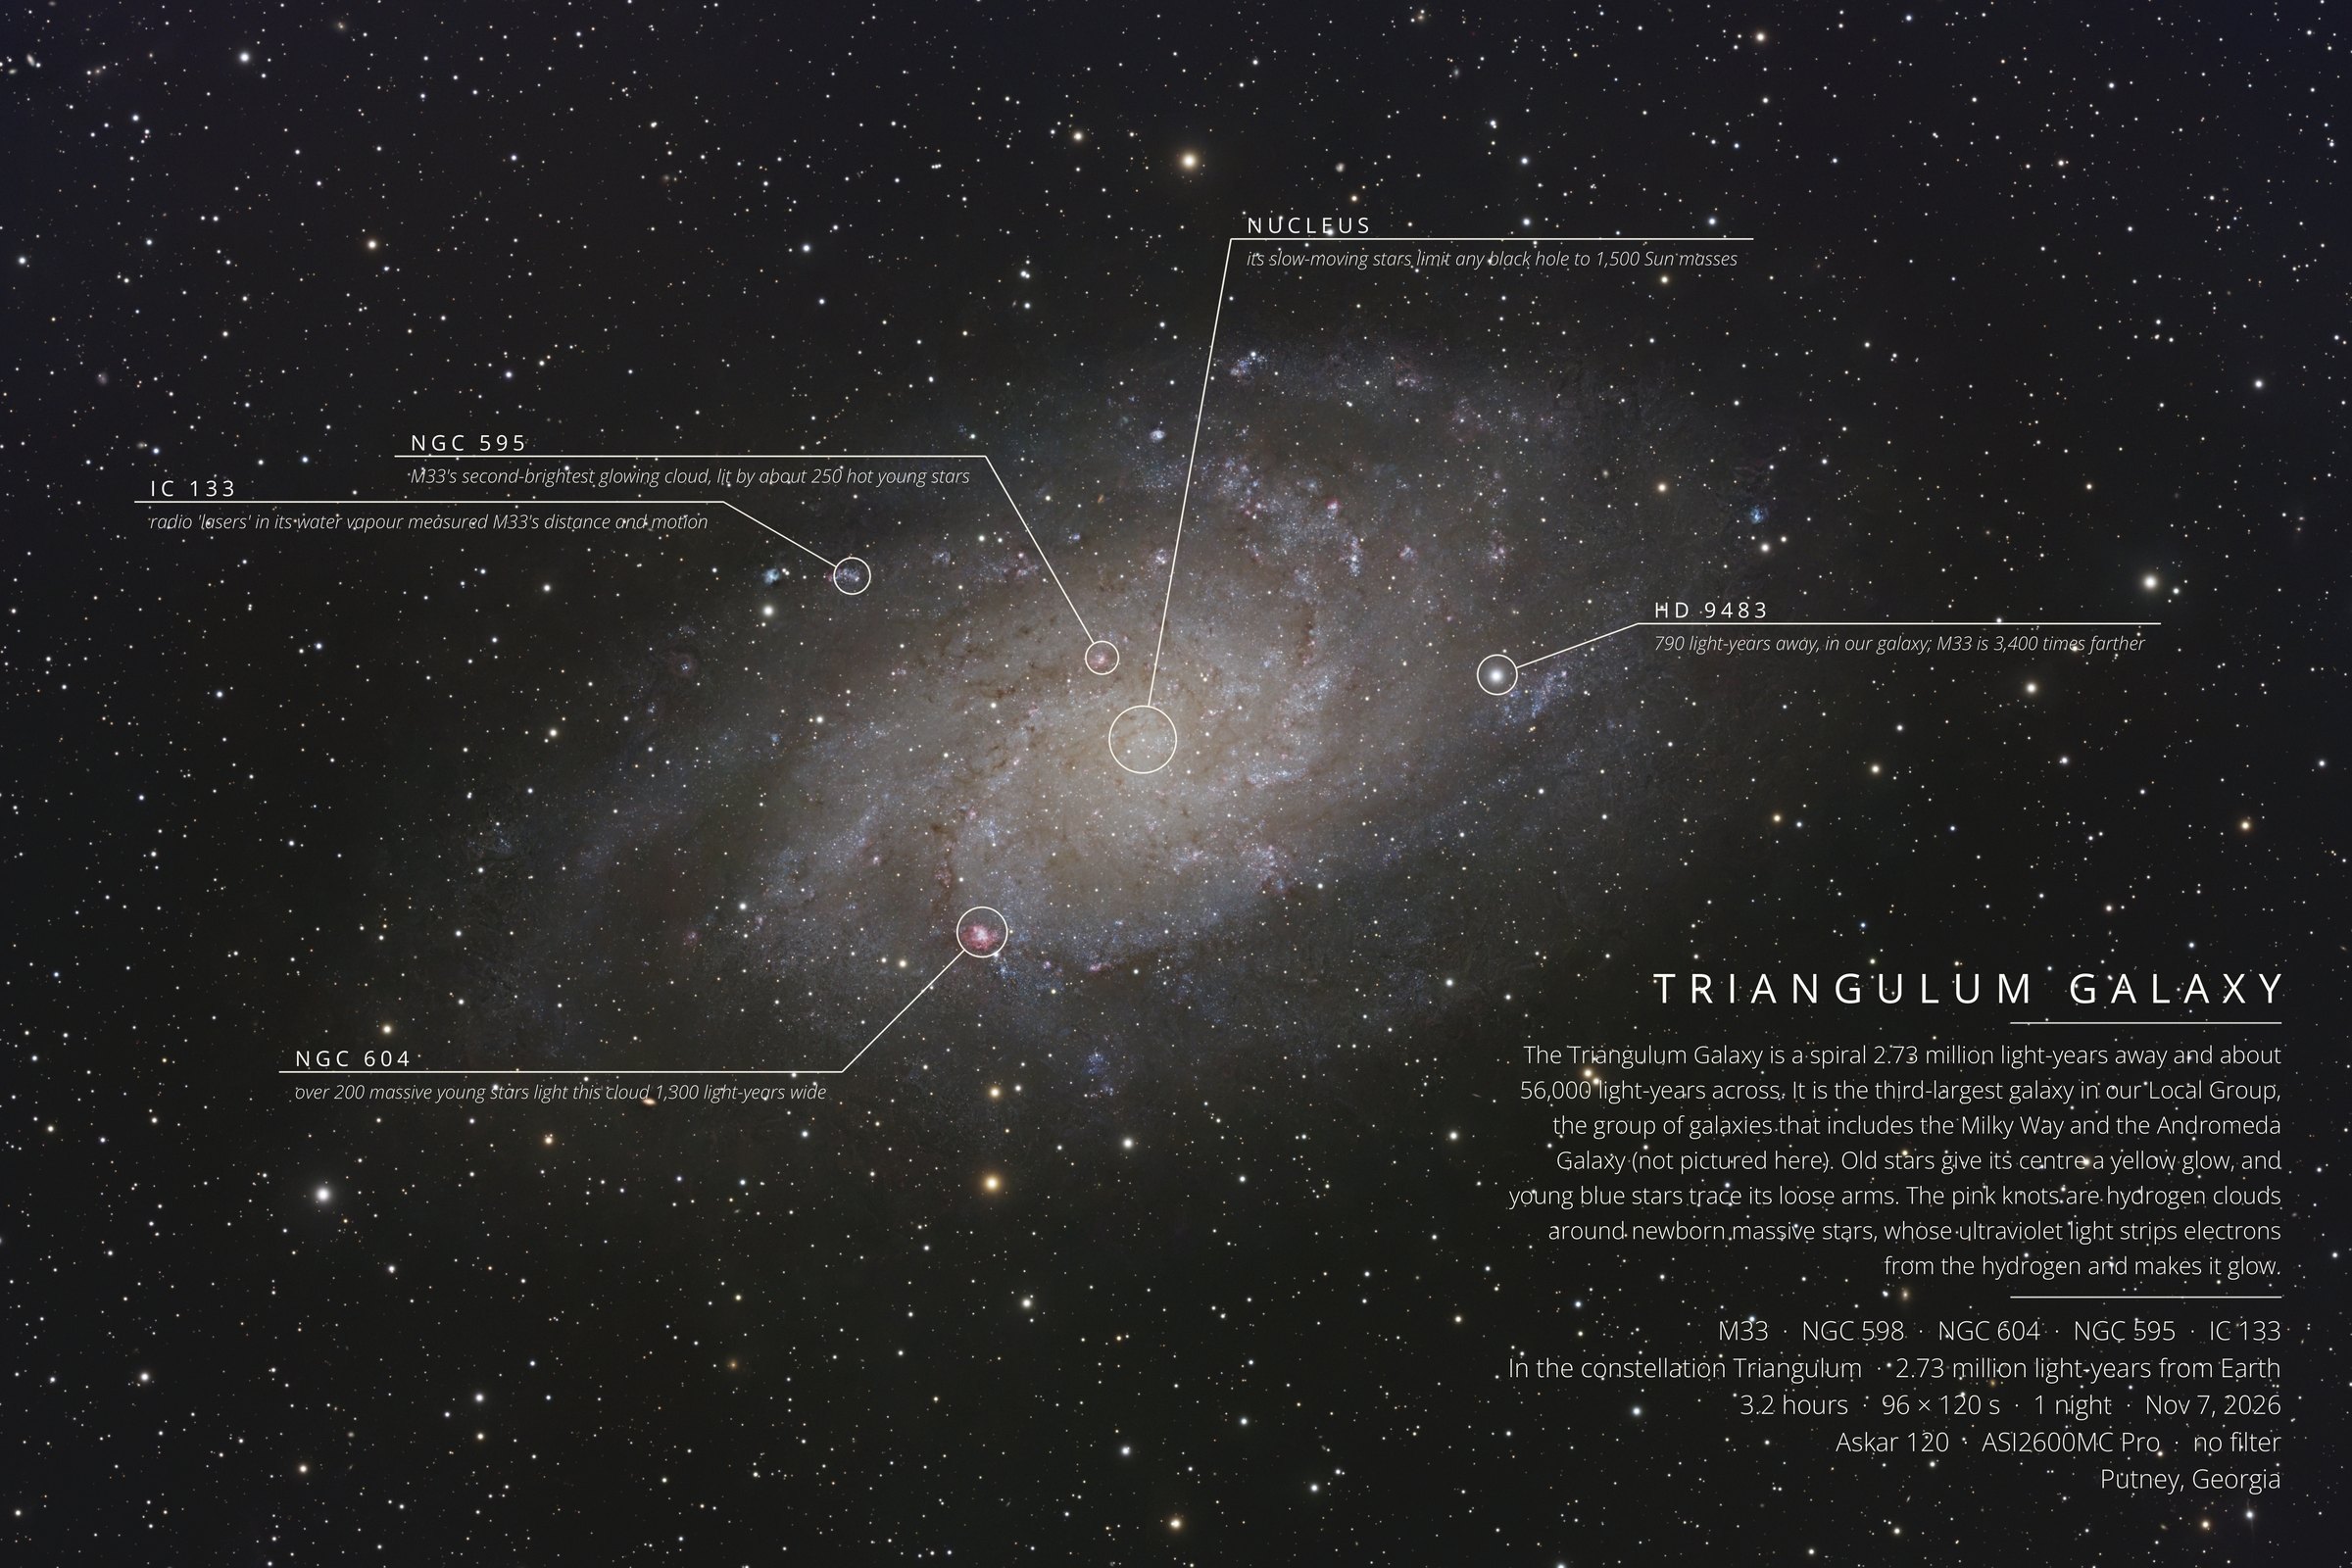 NUCLEUS
its slow-moving stars limit any black hole to 1,500 Sun masses
NGC 595
M33's second-brightest glowing cloud, lit by about 250 hot young stars
IC 133
radio 'lasers' in its water vapour measured M33's distance and motion
HD 9483
790 light-years away, in our galaxy; M33 is 3,400 times farther
NGC 604
over 200 massive young stars light this cloud 1,300 light-years wide
TRIANGULUM GALAXY
The Triangulum Galaxy is a spiral 2.73 million light-years away and about
56,000 light-years across. It is the third-largest galaxy in our Local Group,
the group of galaxies that includes the Milky Way and the Andromeda
Galaxy (not pictured here). Old stars give its centre a yellow glow, and
young blue stars trace its loose arms. The pink knots are hydrogen clouds
around newborn massive stars, whose ultraviolet light strips electrons
from the hydrogen and makes it glow.
M33 · NGC 598 · NGC 604 · NGC 595 · IC 133
In the constellation Triangulum · 2.73 million light-years from Earth
3.2 hours · 96 × 120 s · 1 night · Nov 7, 2026
Askar 120 · ASI2600MC Pro · no filter
Putney, Georgia